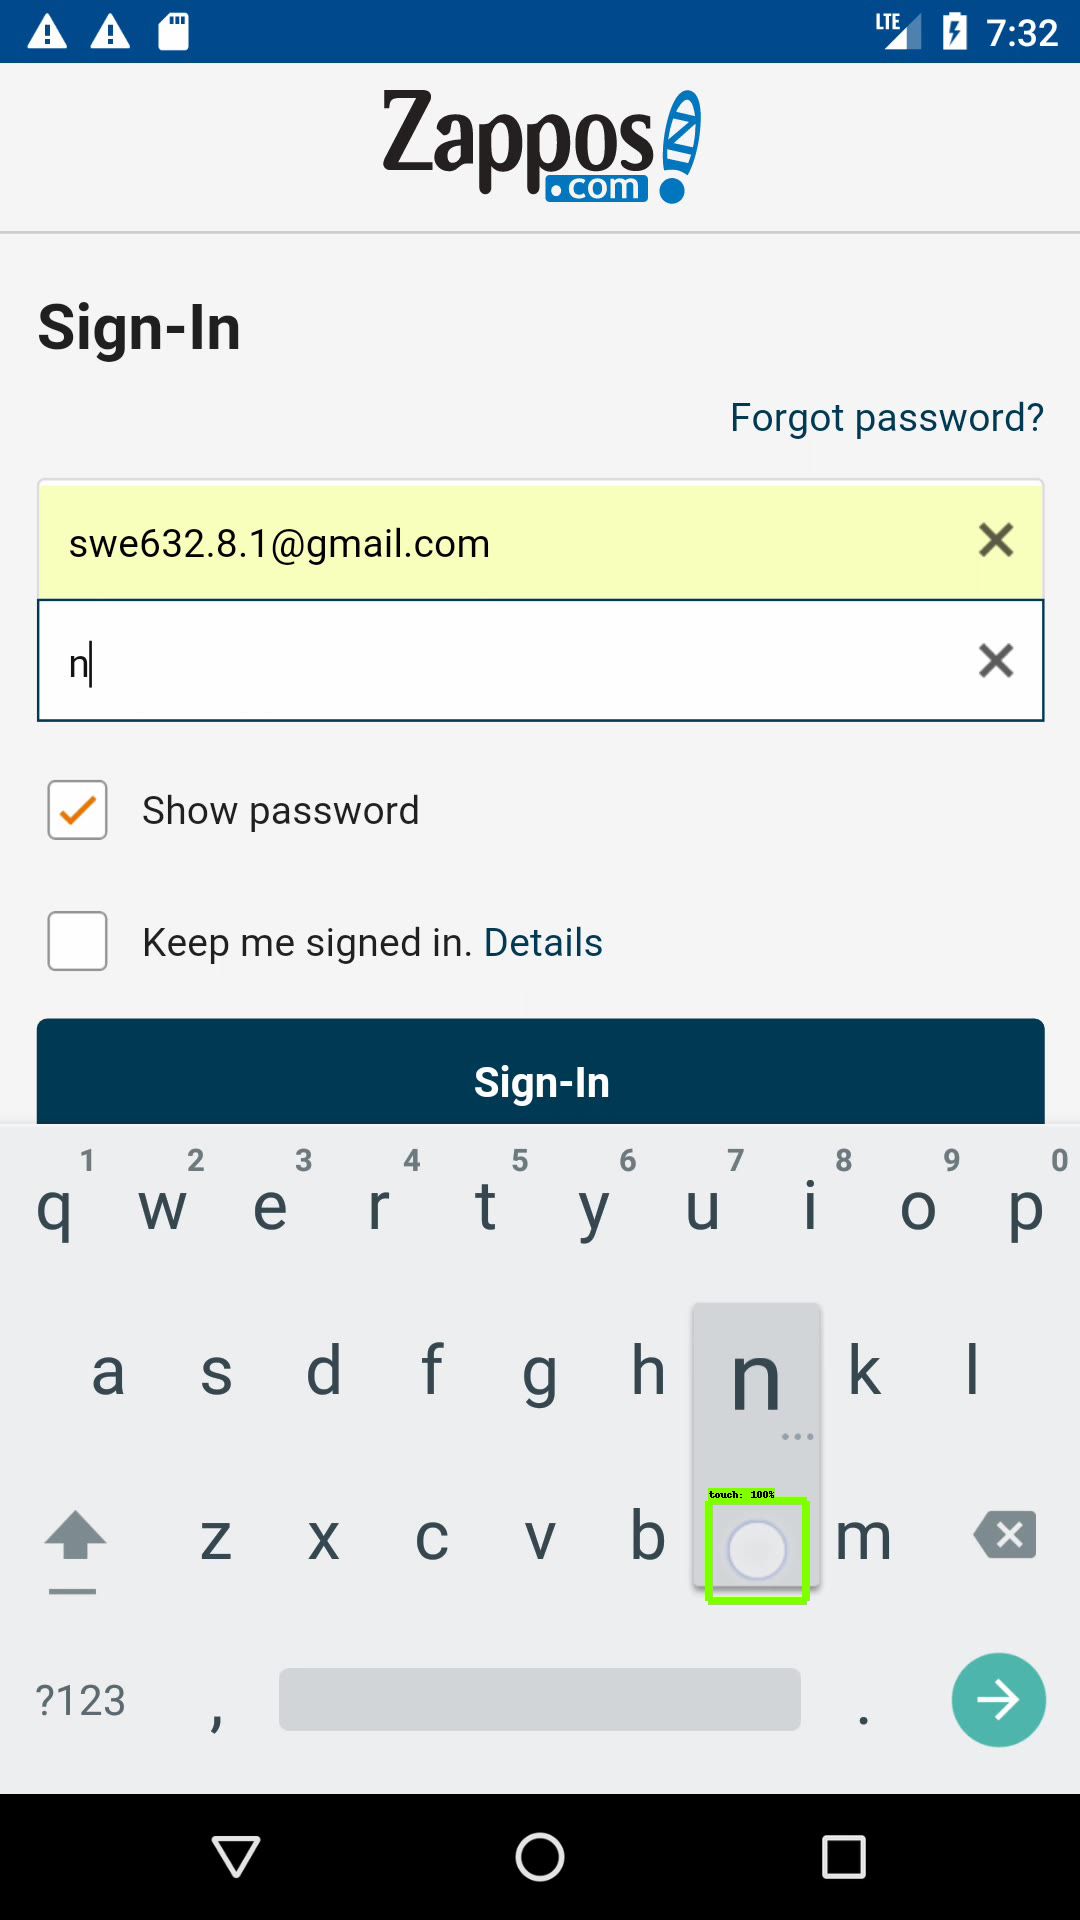 LTE 7:32
Zappos
.com
Sign-In
Forgot password?
swe632.8.1@gmail.com
n
Show password
Keep me signed in. Details
Sign-In
1 2 3 4 5 6 7 8 9 0
q w e r t y u i o p
a s d f g h n k l
touch: 100%
z x c v b m
?123 , .